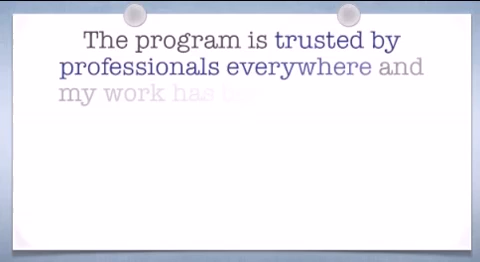 The program is trusted by
professionals everywhere and
my work has